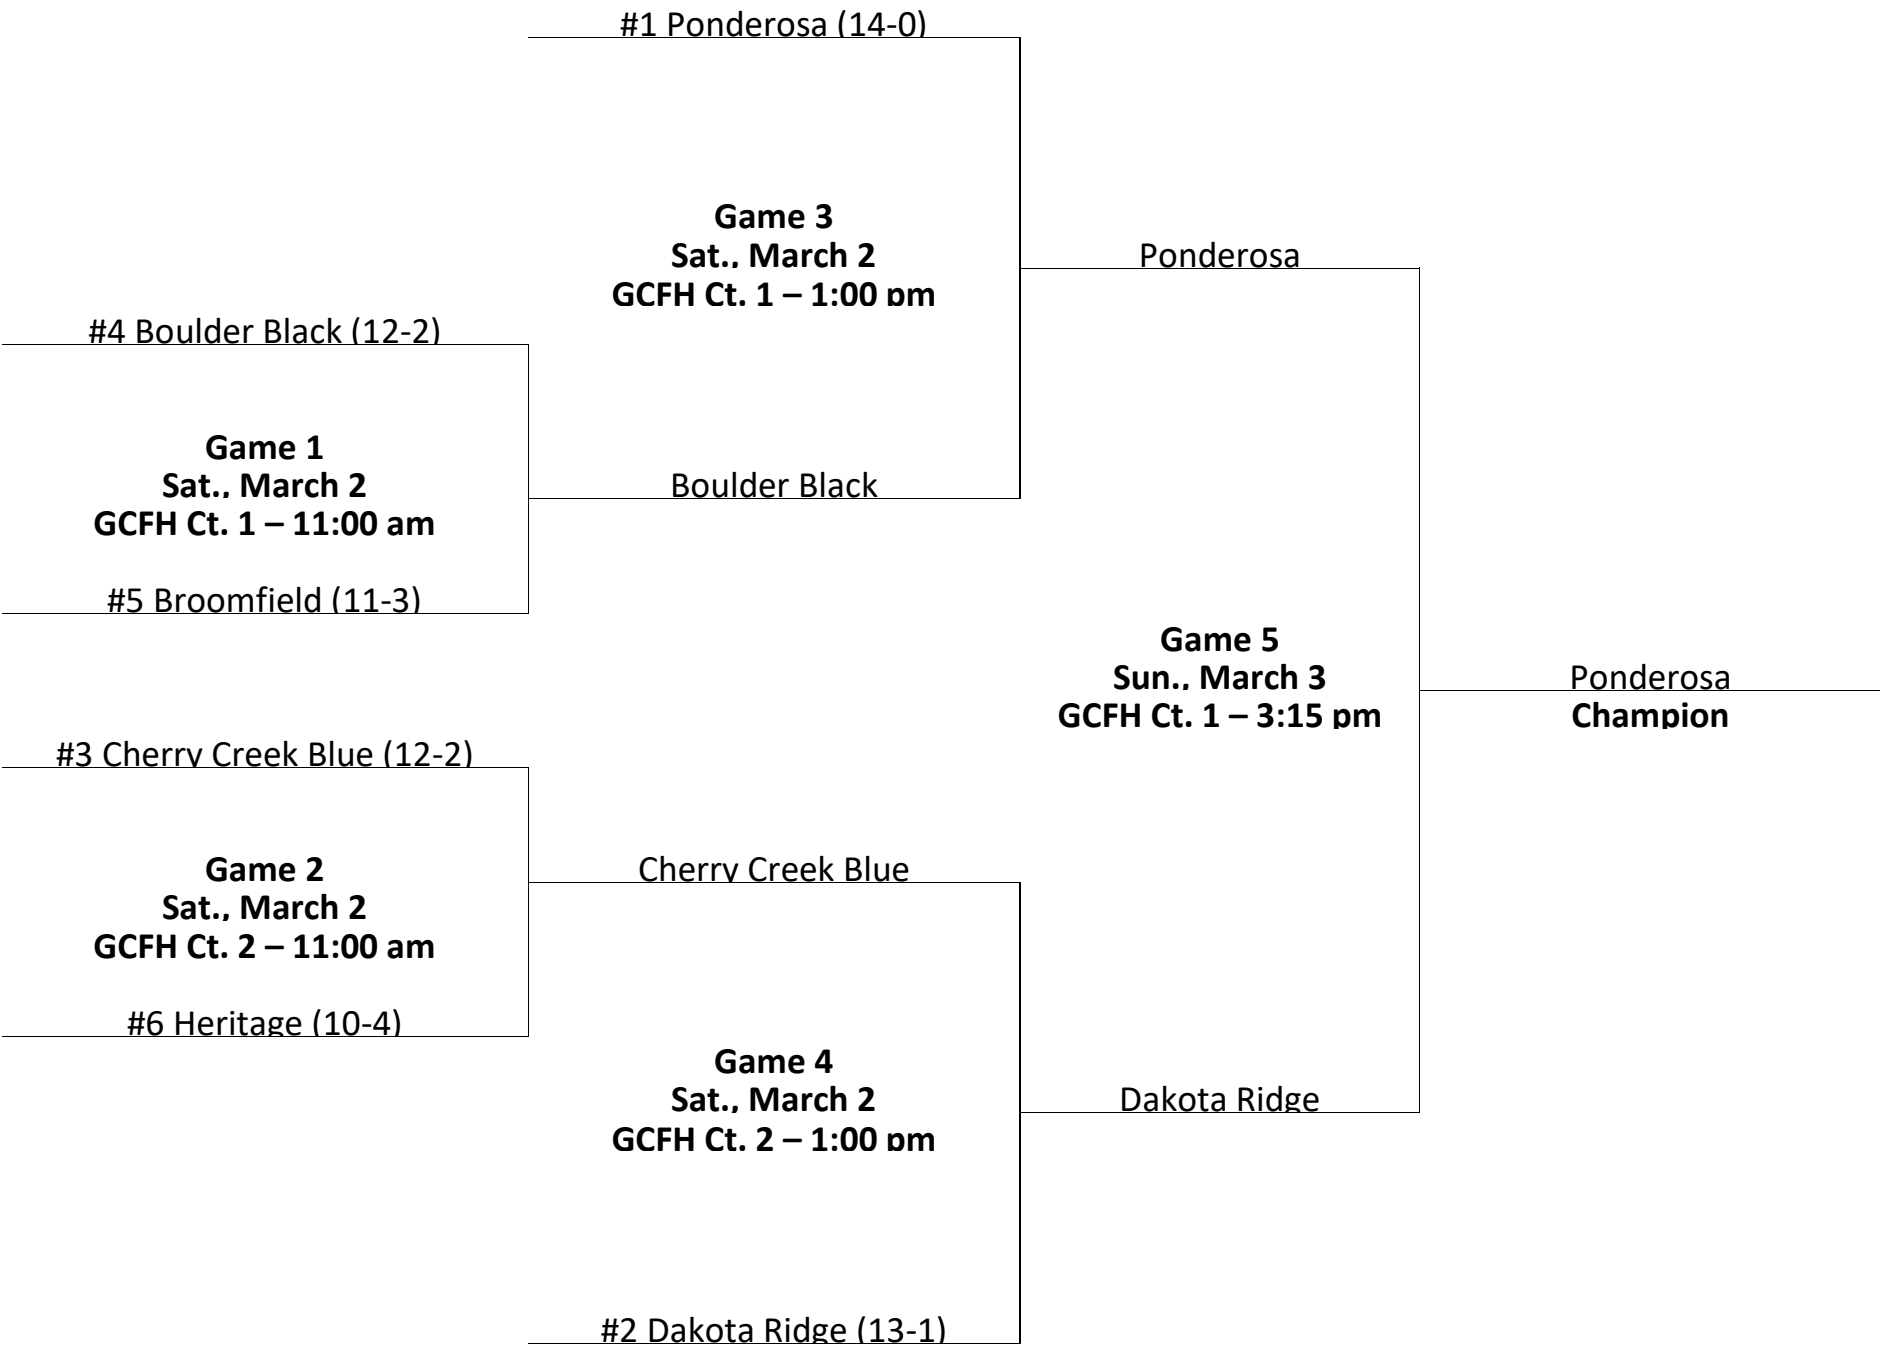 #1 Ponderosa (14-0)
Game 3
Sat., March 2
GCFH Ct. 1 – 1:00 pm
Ponderosa
#4 Boulder Black (12-2)
Game 1
Sat., March 2
GCFH Ct. 1 – 11:00 am
Boulder Black
#5 Broomfield (11-3)
Game 5
Sun., March 3
GCFH Ct. 1 – 3:15 pm
Ponderosa
Champion
#3 Cherry Creek Blue (12-2)
Game 2
Sat., March 2
GCFH Ct. 2 – 11:00 am
Cherry Creek Blue
#6 Heritage (10-4)
Game 4
Sat., March 2
GCFH Ct. 2 – 1:00 pm
Dakota Ridge
#2 Dakota Ridge (13-1)